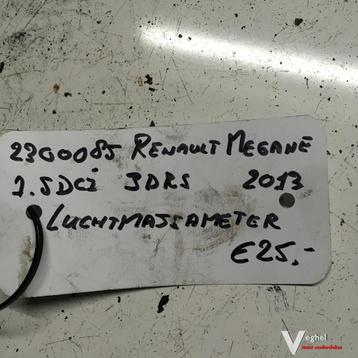 2300085 RENAULT MEGANE
1.5DCi 3DRS 2013
LUCHTMASSAMETER
€25,-
Veghel